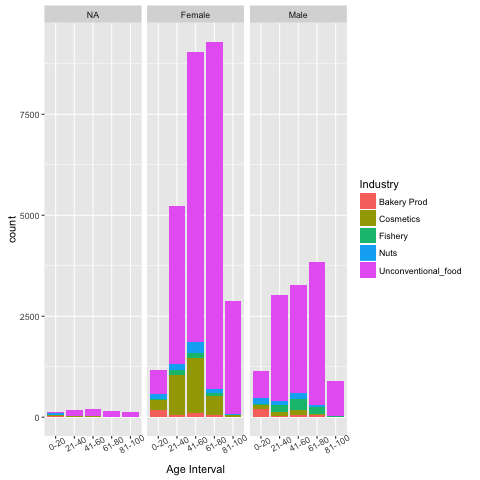 NA Female Male
7500
5000
2500
0
count
0-20 21-40 41-60 61-80 81-100 0-20 21-40 41-60 61-80 81-100 0-20 21-40 41-60 61-80 81-100
Age Interval
Industry
Bakery Prod
Cosmetics
Fishery
Nuts
Unconventional_food